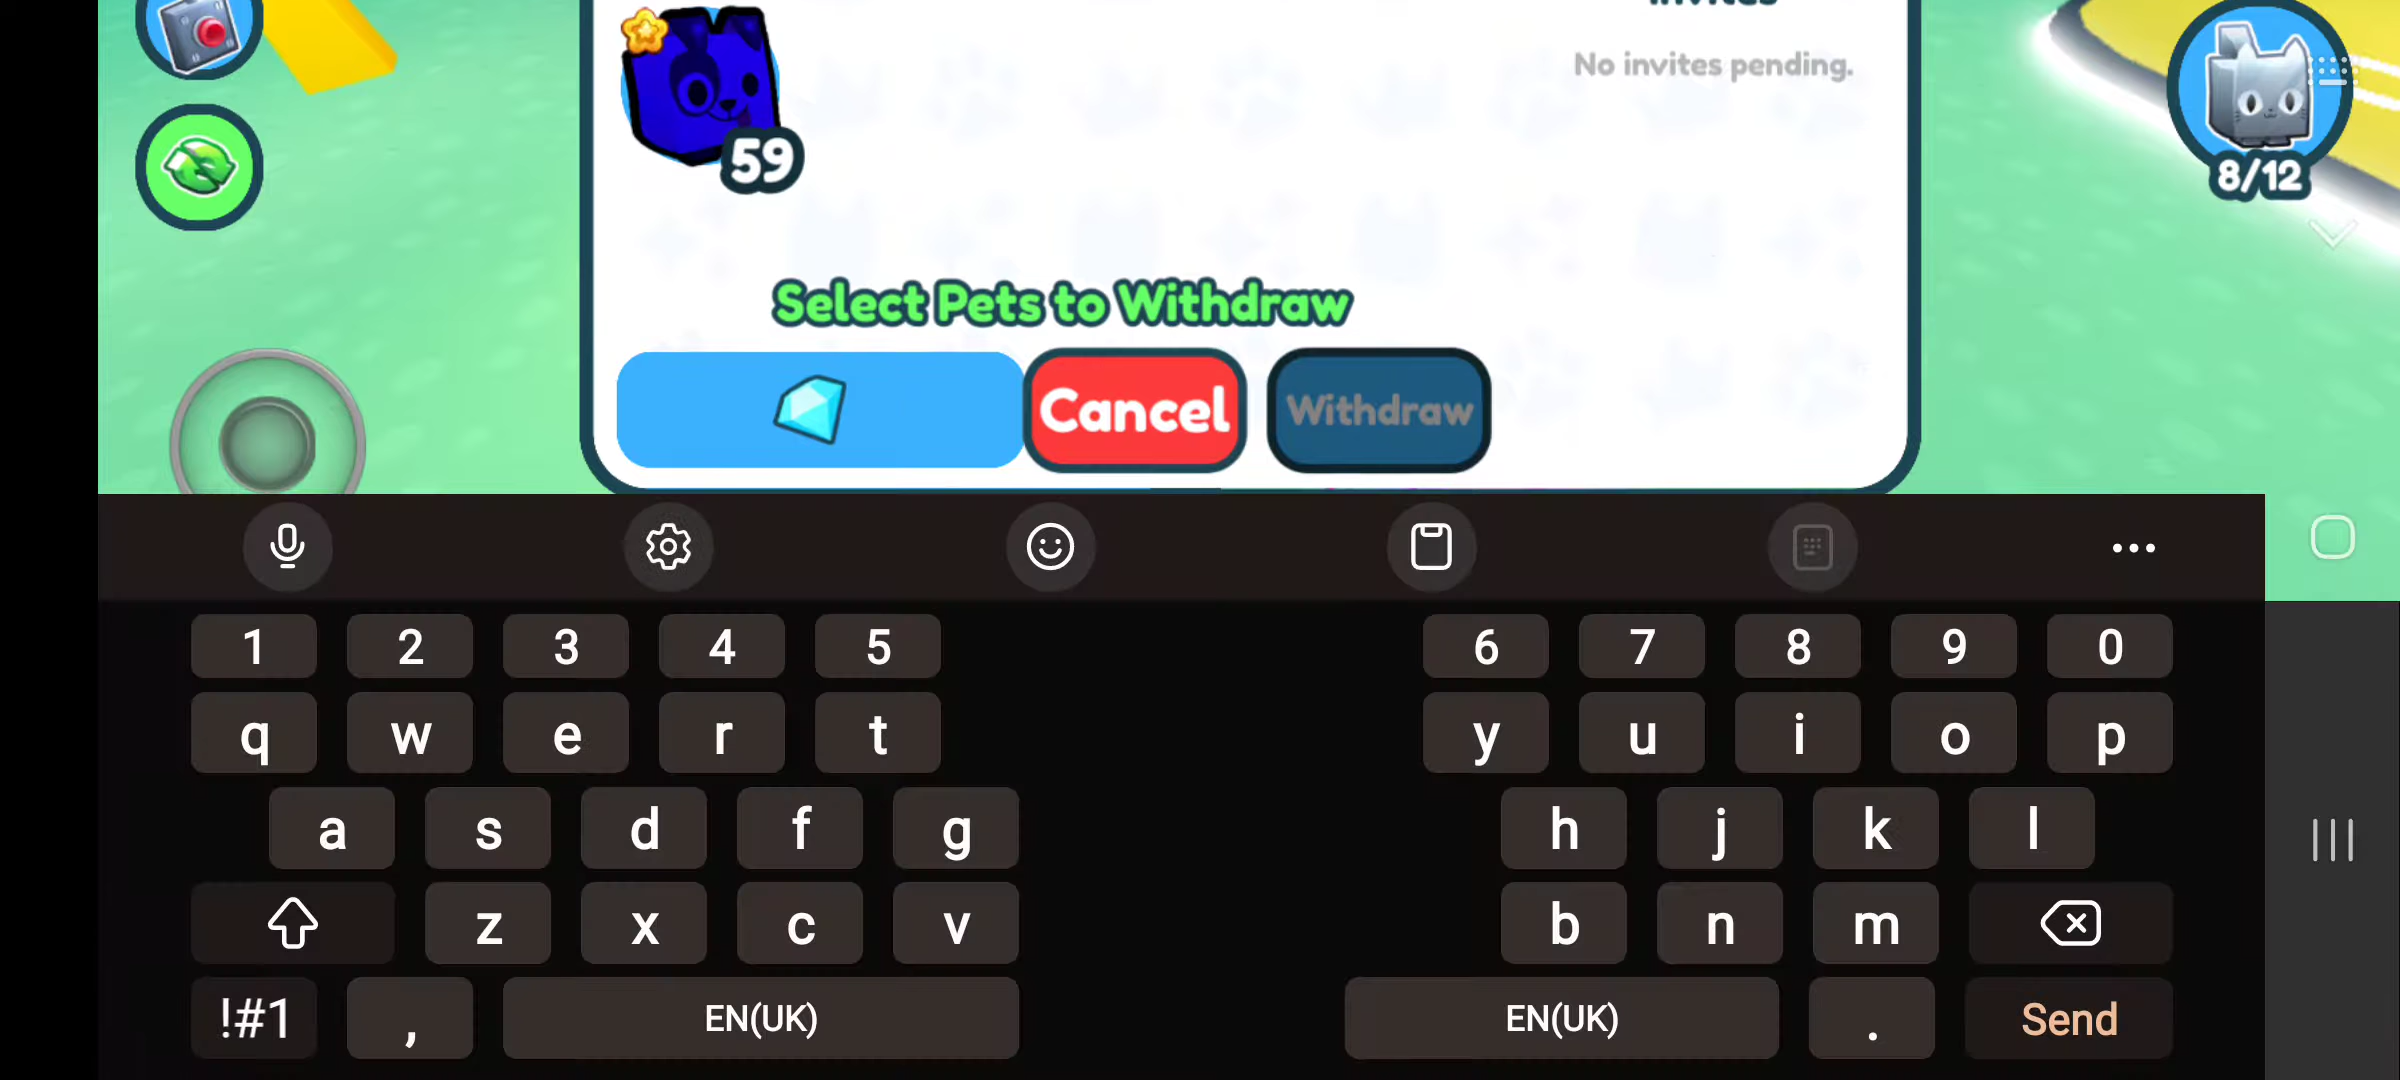 No invites pending.
59
8/12
Select Pets to Withdraw
Cancel
Withdraw
1 2 3 4 5 6 7 8 9 0
q w e r t y u i o p
a s d f g h j k l
z x c v b n m
!#1 , EN(UK) EN(UK) . Send